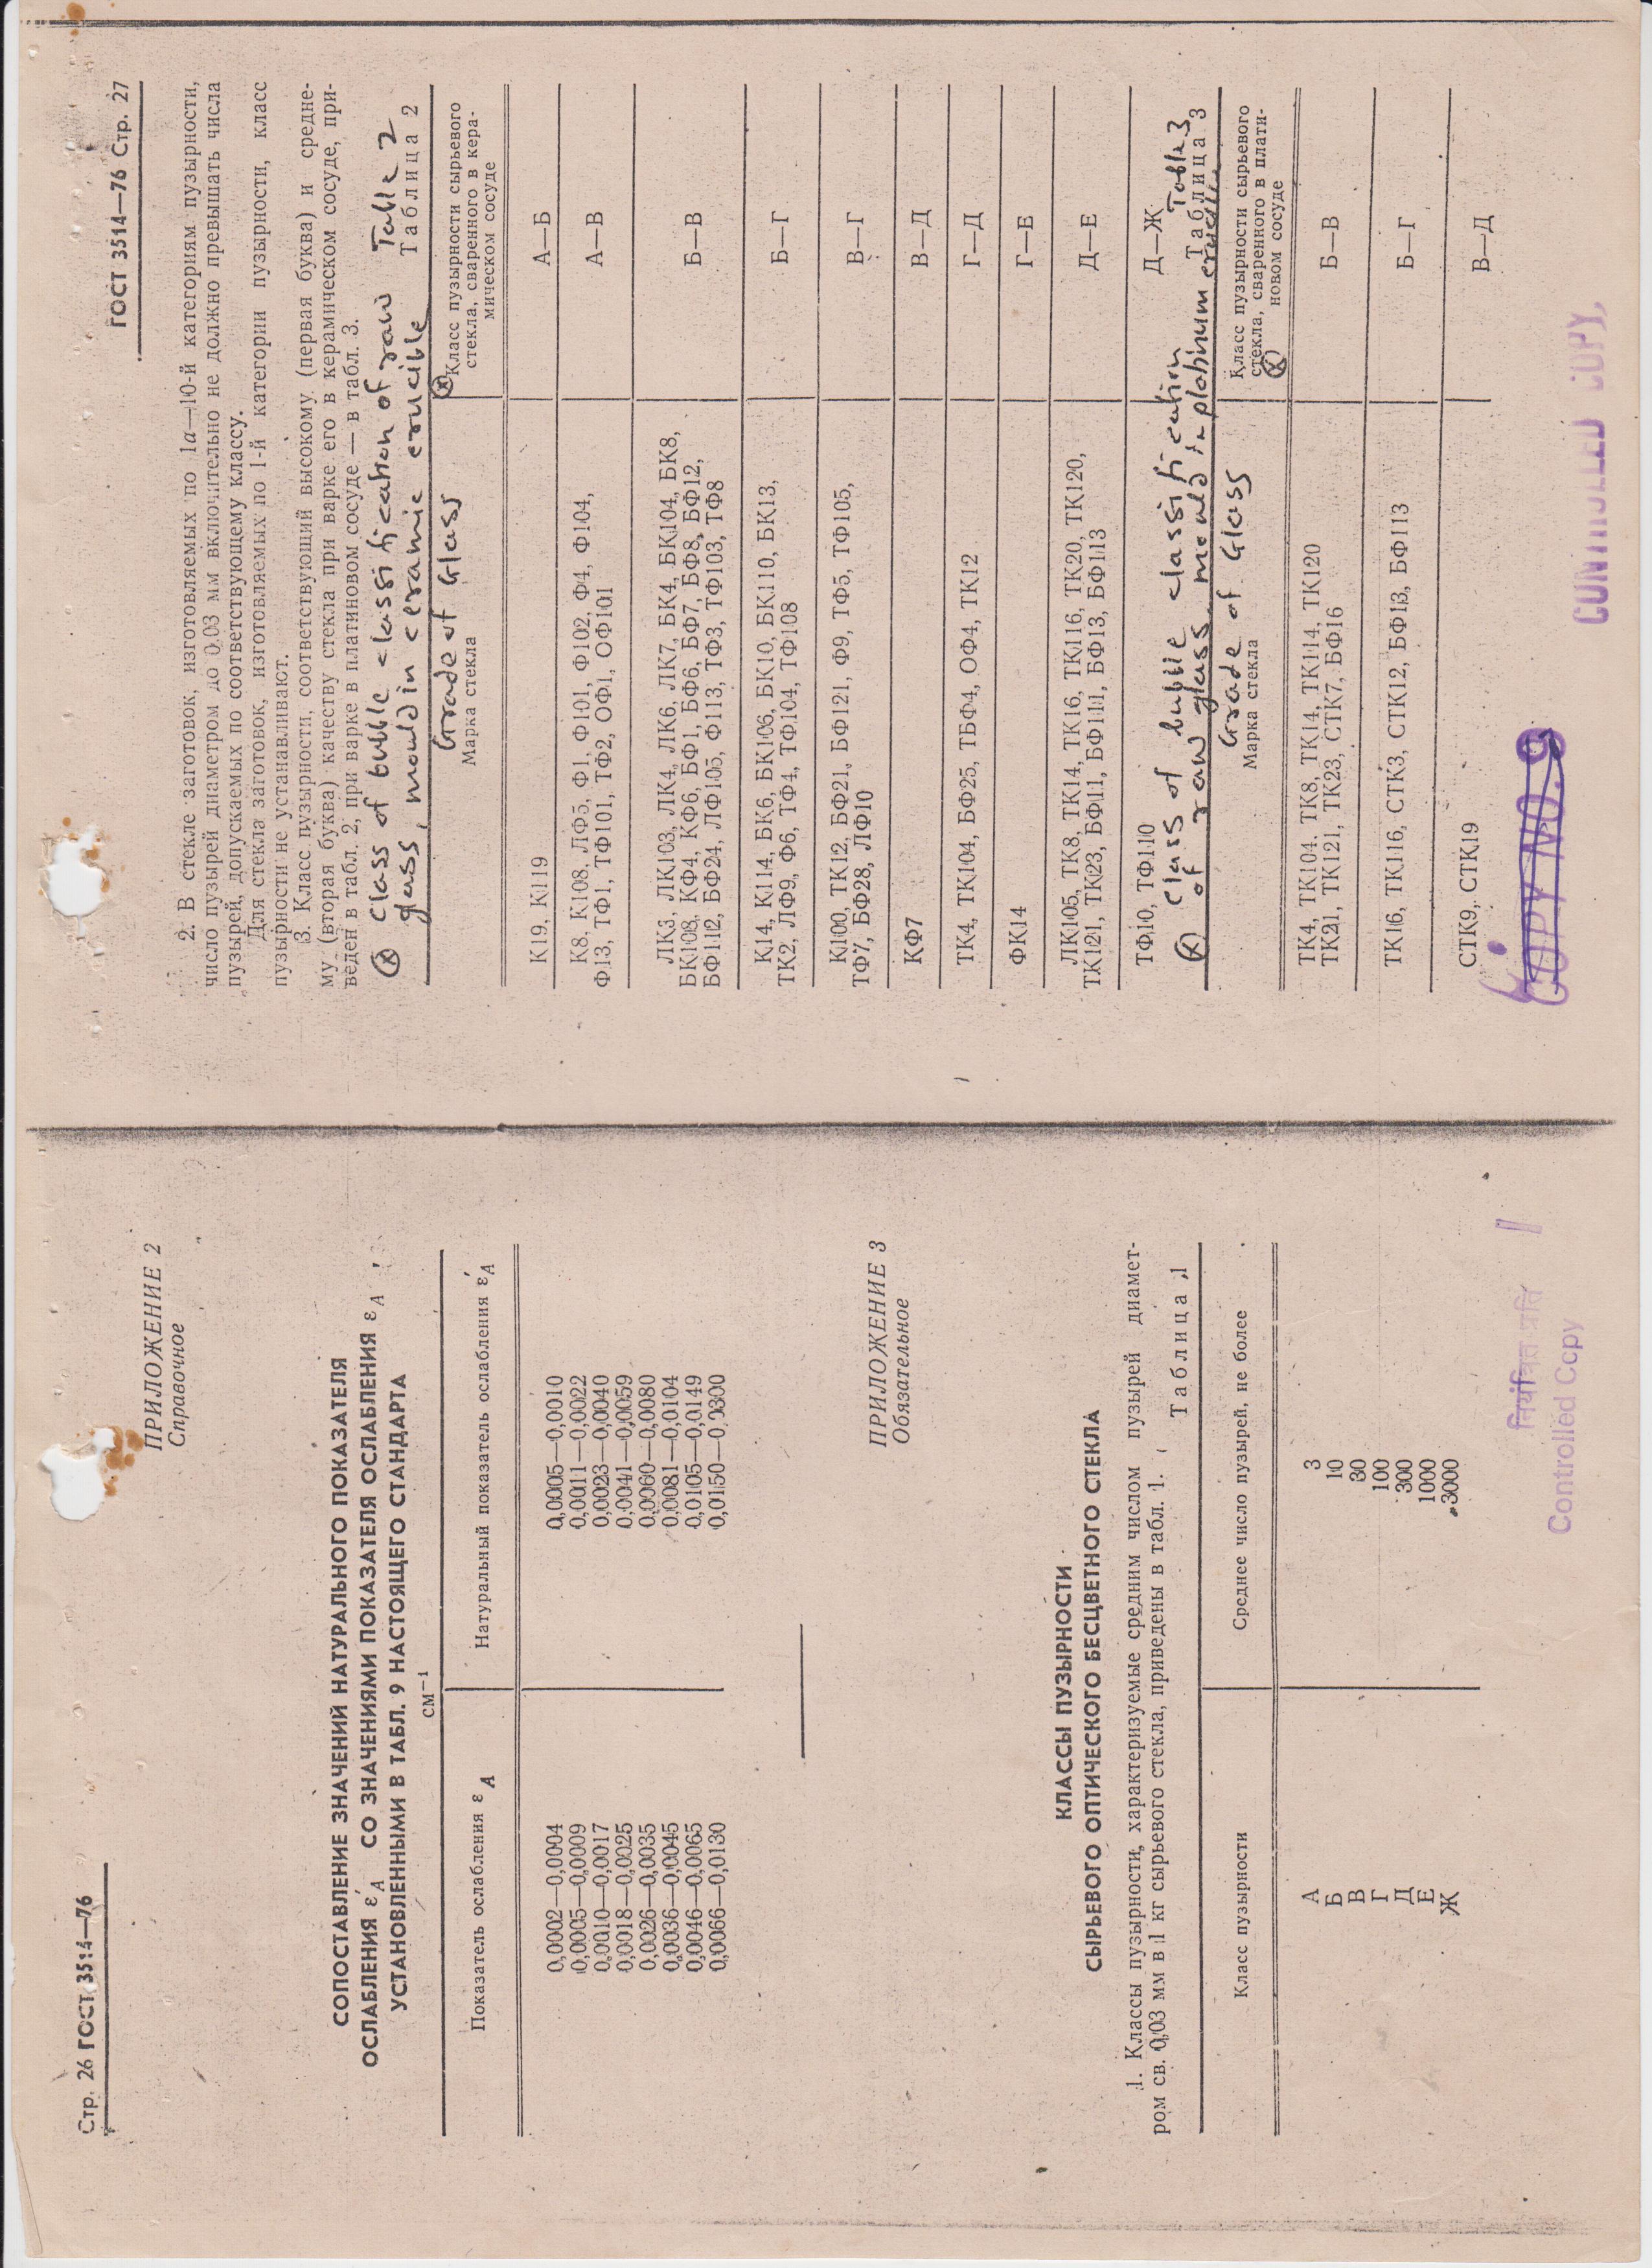 Стр. 26 ГОСТ 3514—76
ПРИЛОЖЕНИЕ 2
Справочное
СОПОСТАВЛЕНИЕ ЗНАЧЕНИЙ НАТУРАЛЬНОГО ПОКАЗАТЕЛЯ
ОСЛАБЛЕНИЯ ε′A СО ЗНАЧЕНИЯМИ ПОКАЗАТЕЛЯ ОСЛАБЛЕНИЯ εA,
УСТАНОВЛЕННЫМИ В ТАБЛ. 9 НАСТОЯЩЕГО СТАНДАРТА
см⁻¹
Показатель ослабления εA Натуральный показатель ослабления ε′A
0,0002—0,0004 0,0005—0,0010
0,0005—0,0009 0,0011—0,0022
0,0010—0,0017 0,0023—0,0040
0,0018—0,0025 0,0041—0,0059
0,0026—0,0035 0,0060—0,0080
0,0036—0,0045 0,0081—0,0104
0,0046—0,0065 0,0105—0,0149
0,0066—0,0130 0,0150—0,0300
ПРИЛОЖЕНИЕ 3
Обязательное
КЛАССЫ ПУЗЫРНОСТИ
СЫРЬЕВОГО ОПТИЧЕСКОГО БЕСЦВЕТНОГО СТЕКЛА
1. Классы пузырности, характеризуемые средним числом пузырей диамет-
ром св. 0,03 мм в 1 кг сырьевого стекла, приведены в табл. 1.
Таблица 1
Класс пузырности Среднее число пузырей, не более
А 3
Б 10
В 30
Г 100
Д 300
Е 1000
Ж 3000
नियंत्रित प्रति
Controlled Copy
ГОСТ 3514—76 Стр. 27
2. В стекле заготовок, изготовляемых по 1а—10-й категориям пузырности,
число пузырей диаметром до 0,03 мм включительно не должно превышать числа
пузырей, допускаемых по соответствующему классу.
Для стекла заготовок, изготовляемых по 1-й категории пузырности, класс
пузырности не устанавливают.
3. Класс пузырности, соответствующий высокому (первая буква) и средне-
му (вторая буква) качеству стекла при варке его в керамическом сосуде, при-
веден в табл. 2, при варке в платиновом сосуде — в табл. 3.
(x) class of buble classification of raw Table 2
glass, mould in ceramic crucible Таблица 2
Grade of Glass
Марка стекла
(x) Класс пузырности сырьевого
стекла, сваренного в кера-
мическом сосуде
К19, К119 А—Б
К8, К108, ЛФ5, Ф1, Ф101, Ф102, Ф4, Ф104, А—В
Ф13, ТФ1, ТФ101, ТФ2, ОФ1, ОФ101
ЛК3, ЛК103, ЛК4, ЛК6, ЛК7, БК4, БК104, БК8, Б—В
БК108, КФ4, КФ6, БФ1, БФ6, БФ7, БФ8, БФ12,
БФ112, БФ24, ЛФ105, Ф113, ТФ3, ТФ103, ТФ8
К14, К114, БК6, БК106, БК10, БК110, БК13, Б—Г
ТК2, ЛФ9, Ф6, ТФ4, ТФ104, ТФ108
К100, ТК12, БФ21, БФ121, Ф9, ТФ5, ТФ105, В—Г
ТФ7, БФ28, ЛФ10
КФ7 В—Д
ТК4, ТК104, БФ25, ТБФ4, ОФ4, ТК12 Г—Д
ФК14 Г—Е
ЛК105, ТК8, ТК14, ТК16, ТК116, ТК20, ТК120, Д—Е
ТК121, ТК23, БФ11, БФ111, БФ13, БФ113
ТФ10, ТФ110 Д—Ж
(x) class of buble classification Table 3
of raw glass, mould in platinum crucible Таблица 3
Grade of Glass
Марка стекла
Класс пузырности сырьевого
стекла, сваренного в плати-
(x) новом сосуде
ТК4, ТК104, ТК8, ТК14, ТК114, ТК120 Б—В
ТК21, ТК121, ТК23, СТК7, БФ16
ТК16, ТК116, СТК3, СТК12, БФ13, БФ113 Б—Г
СТК9, СТК19 В—Д
COPY NO. 9
CONTROLLED COPY